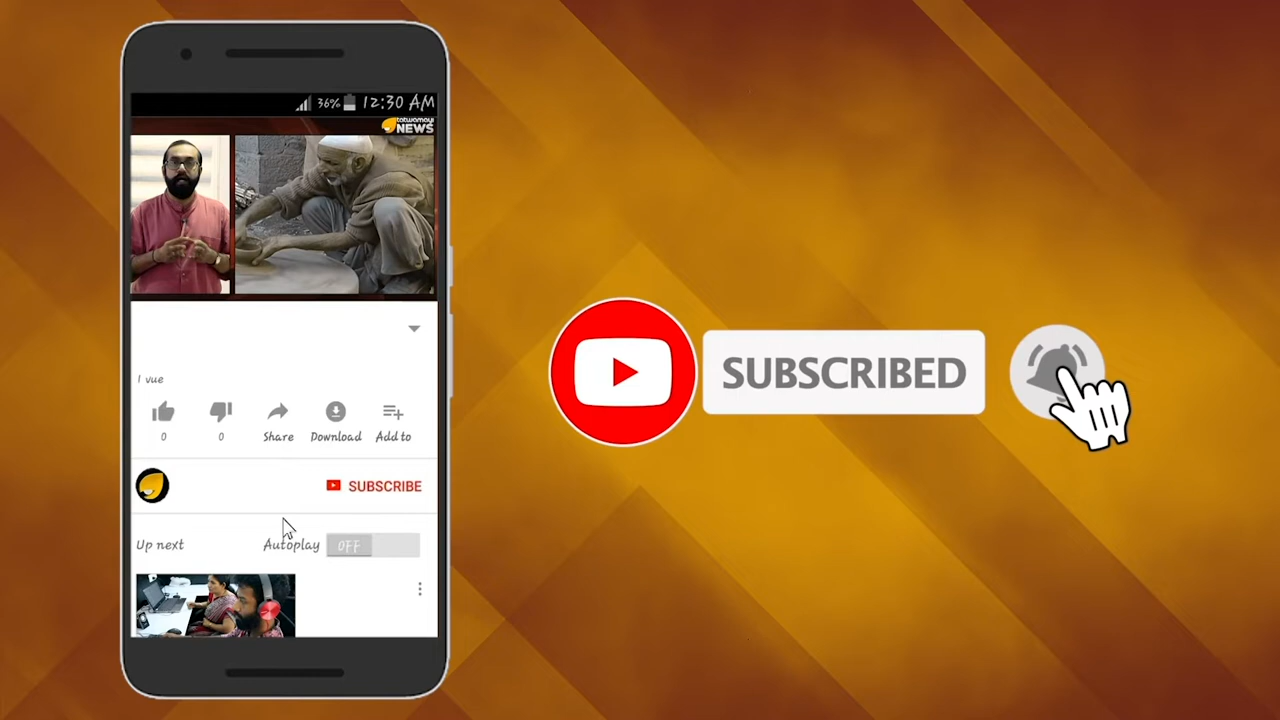 36% 12:30 AM
tatwamayi
NEWS
1 vue
0
0
Share
Download
Add to
SUBSCRIBE
Up next
Autoplay
OFF
SUBSCRIBED